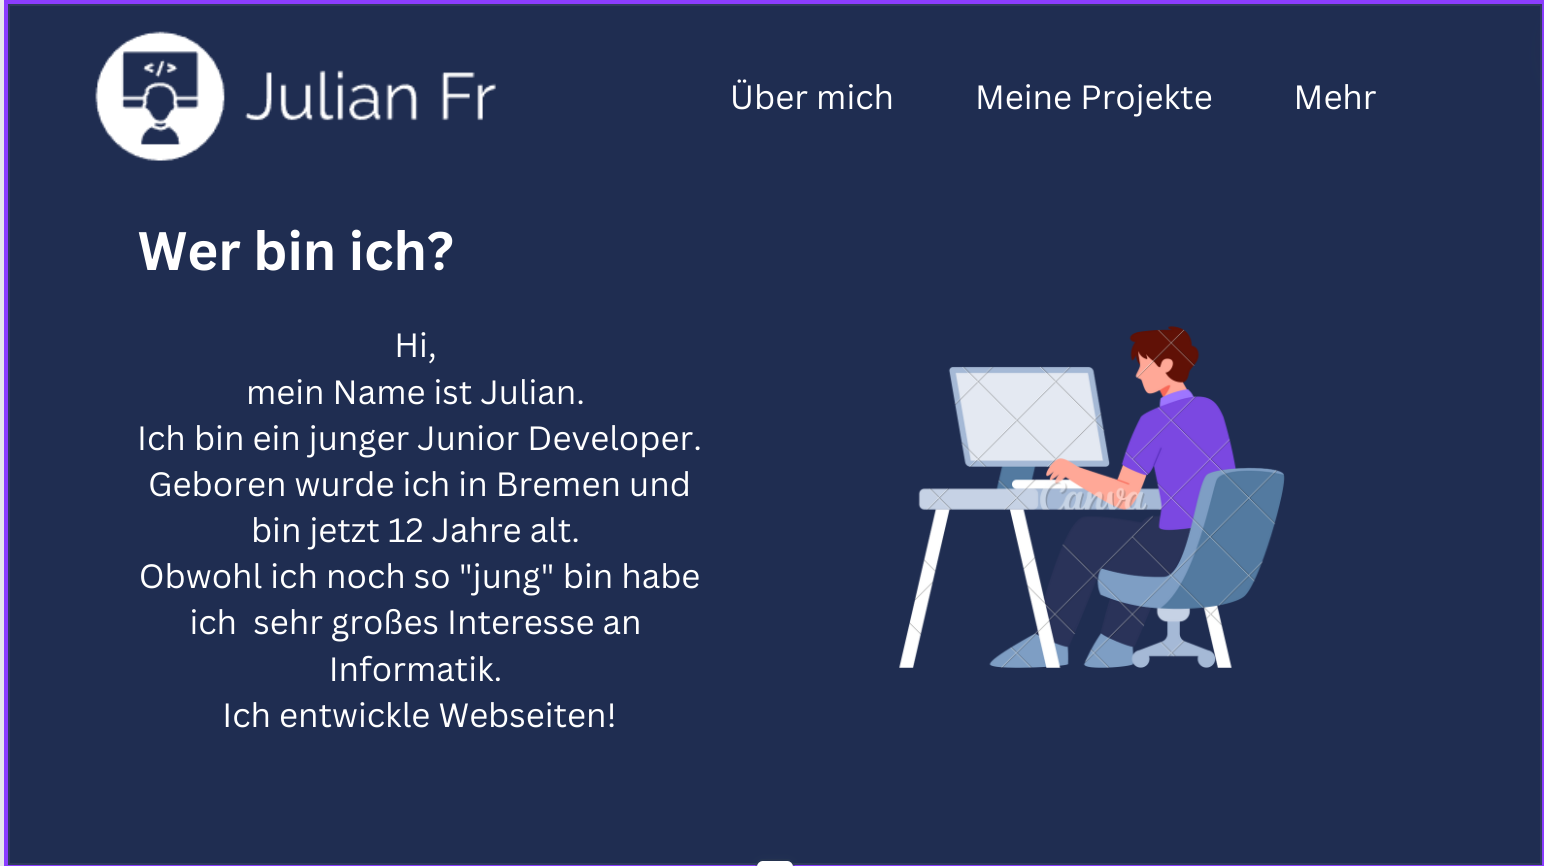 </>
Julian Fr
Über mich
Meine Projekte
Mehr
Wer bin ich?
Hi,
mein Name ist Julian.
Ich bin ein junger Junior Developer.
Geboren wurde ich in Bremen und
bin jetzt 12 Jahre alt.
Obwohl ich noch so "jung" bin habe
ich  sehr großes Interesse an
Informatik.
Ich entwickle Webseiten!
Canva